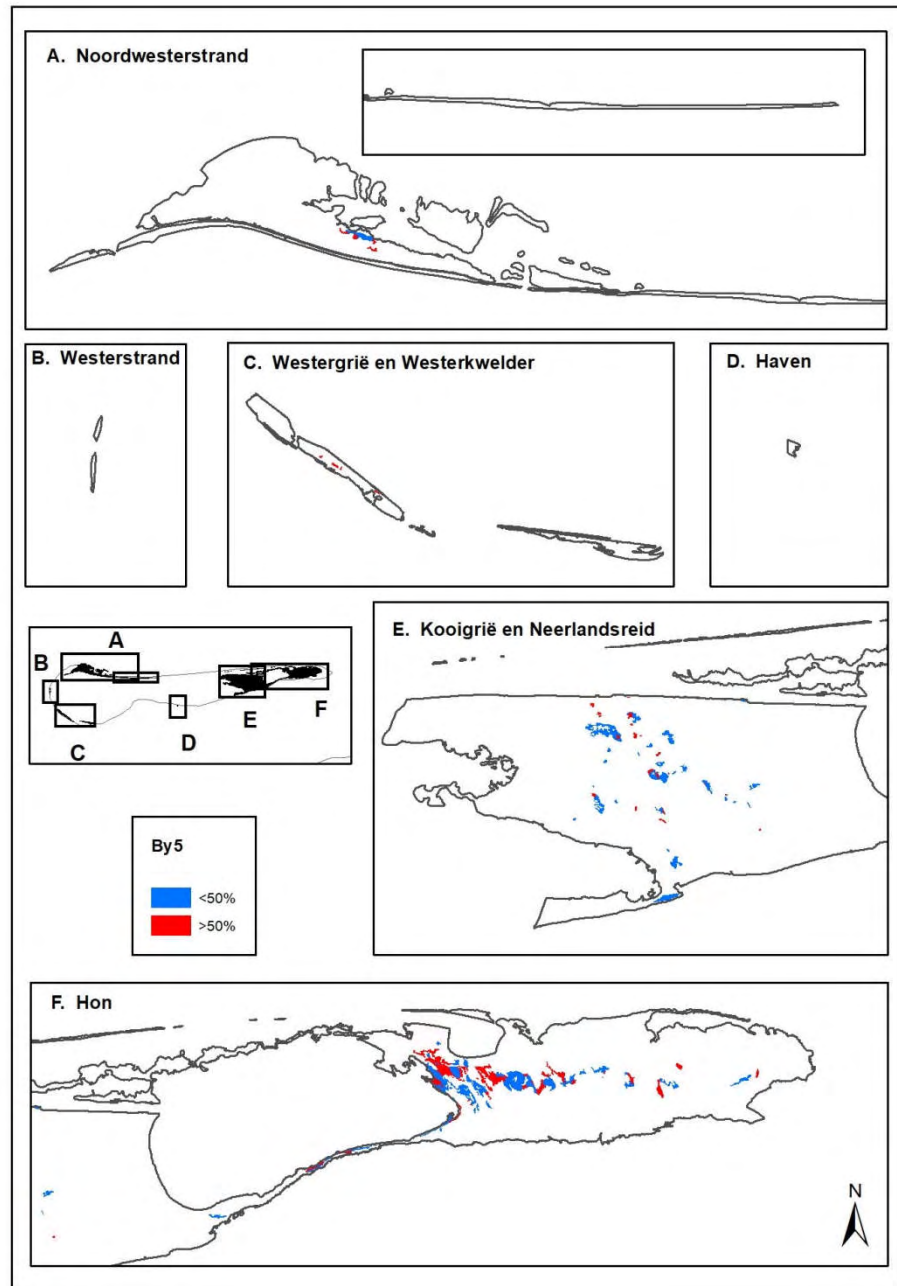 A. Noordwesterstrand
B. Westerstrand
C. Westergrië en Westerkwelder
D. Haven
A
B
C
D
E
F
E. Kooigrië en Neerlandsreid
By5
<50%
>50%
F. Hon
N